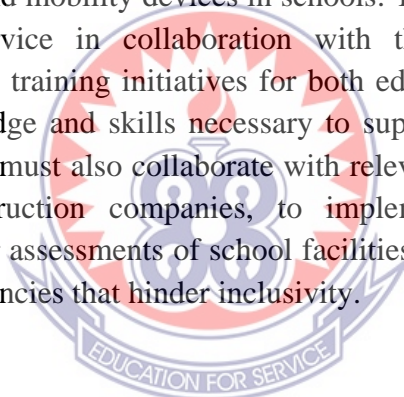 d mobility devices in schools.
vice in collaboration with t
training initiatives for both ed
dge and skills necessary to sup
must also collaborate with relev
ruction companies, to imple
assessments of school facilities
ncies that hinder inclusivity.
EDUCATION FOR SERVICE